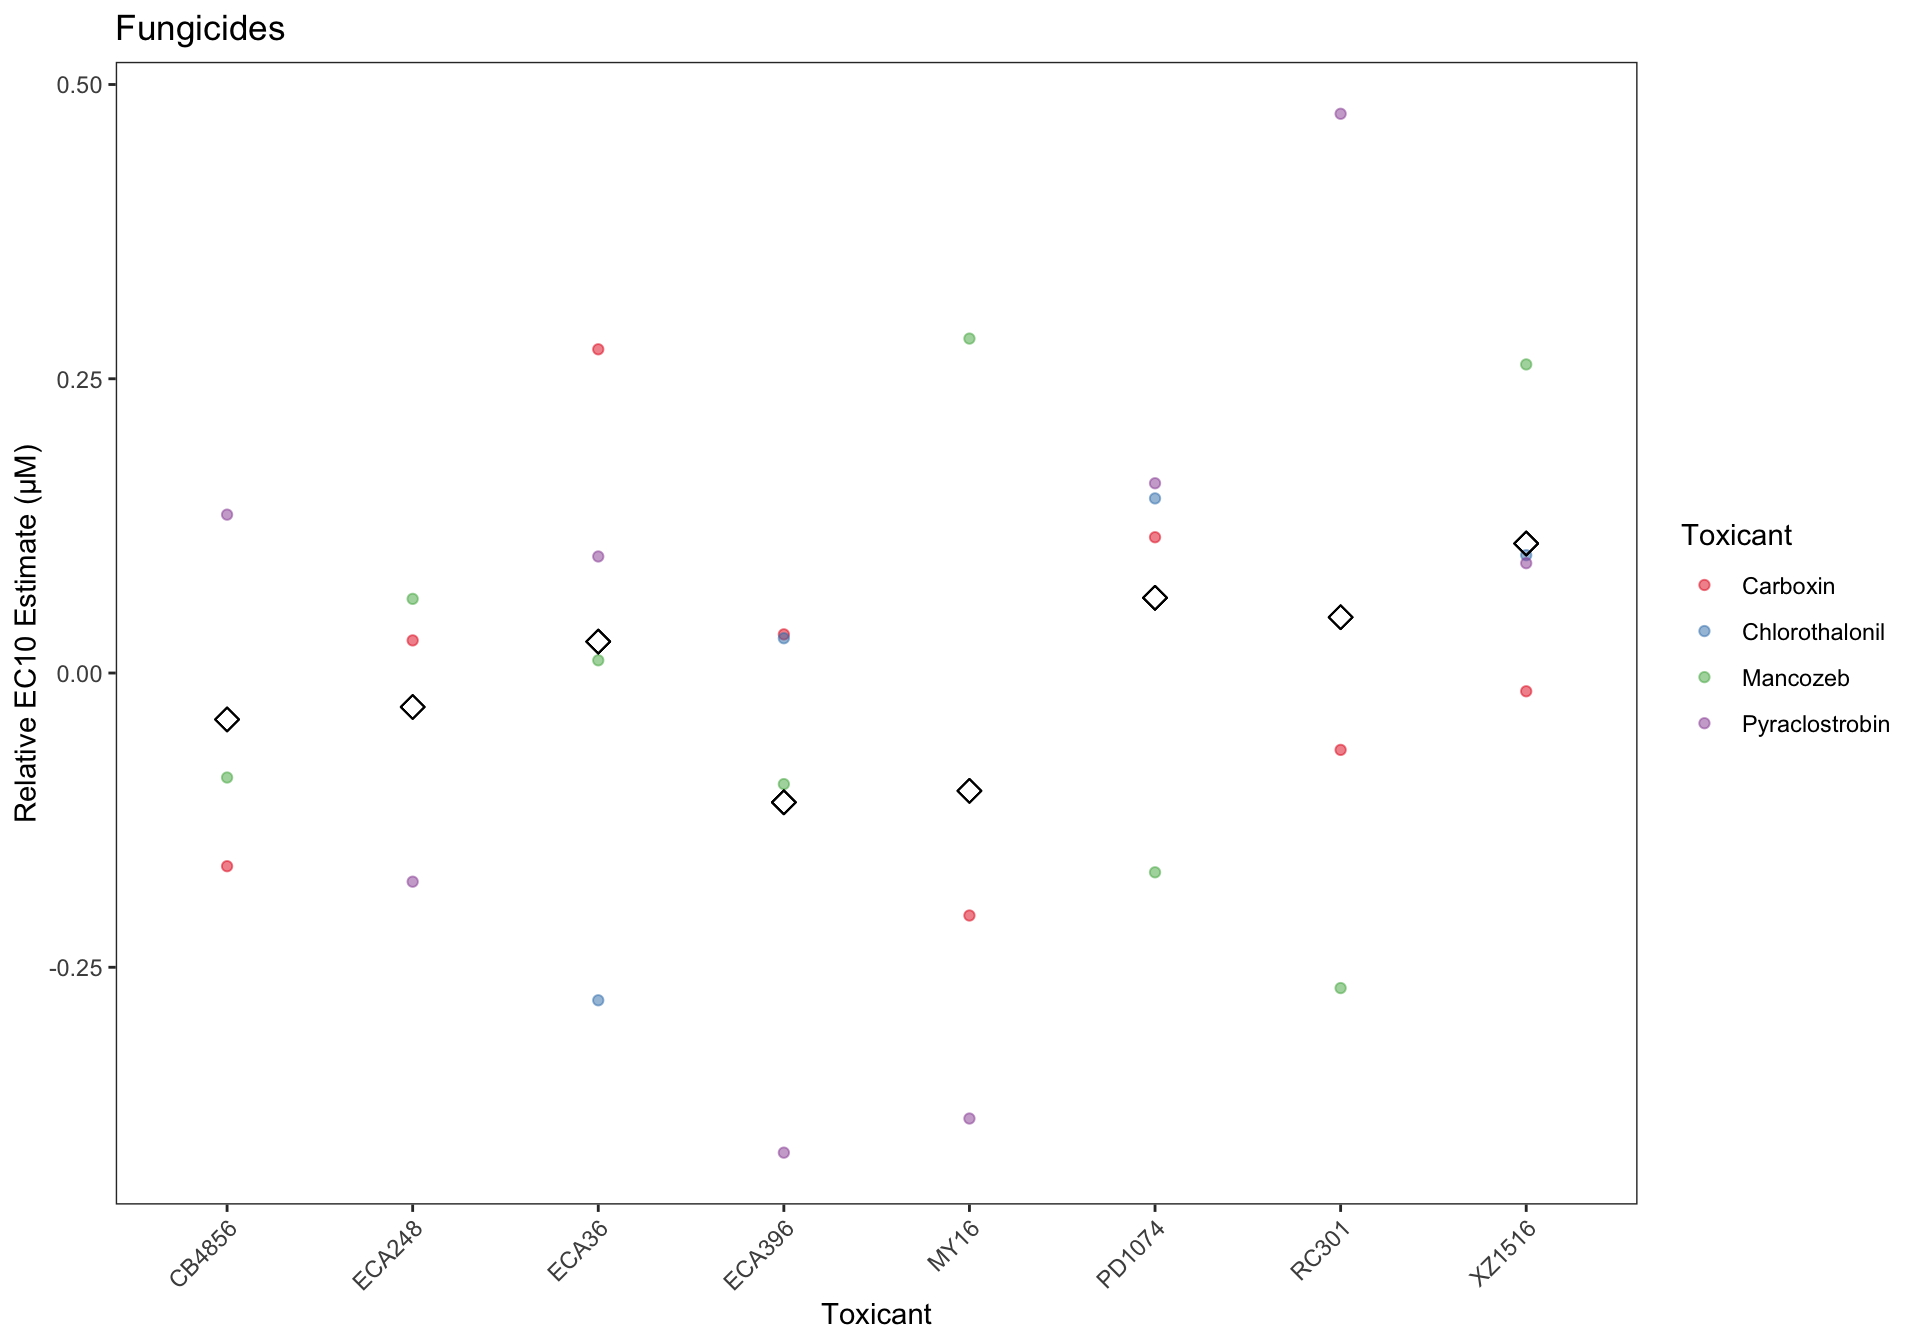 Fungicides
Relative EC10 Estimate (μM)
0.50
0.25
0.00
-0.25
CB4856
ECA248
ECA36
ECA396
MY16
PD1074
RC301
XZ1516
Toxicant
Toxicant
Carboxin
Chlorothalonil
Mancozeb
Pyraclostrobin